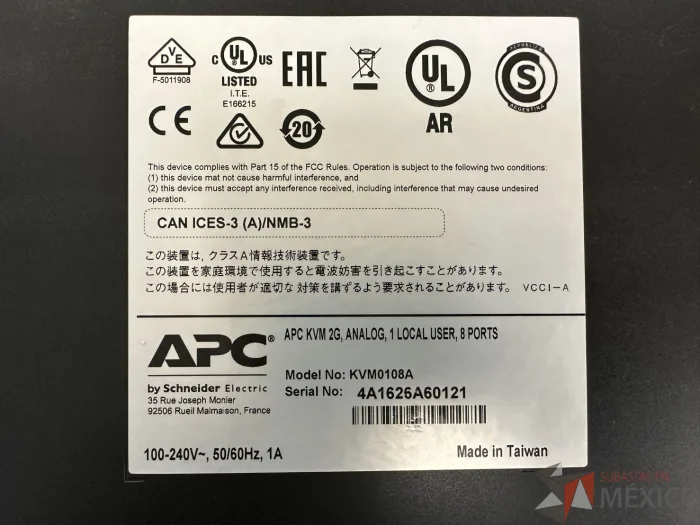 DVE
F-5011908
C UL US
LISTED
I.T.E.
E166215
EAC
UL
AR
REPUBLICA
S
ARGENTINA
CE
20
This device complies with Part 15 of the FCC Rules. Operation is subject to the following two conditions:
(1) this device mat not cause harmful interference, and
(2) this device must accept any interference received, including interference that may cause undesired
operation.
CAN ICES-3 (A)/NMB-3
この装置は, クラスA情報技術装置です。
この装置を家庭環境で使用すると電波妨害を引き起こすことがあります。
この場合には使用者が適切な 対策を講ずるよう要求されることがあります。 VCCI-A
APC®
by Schneider Electric
35 Rue Joseph Monier
92506 Rueil Malmaison, France
APC KVM 2G, ANALOG, 1 LOCAL USER, 8 PORTS
Model No: KVM0108A
Serial No: 4A1626A60121
100-240V~, 50/60Hz, 1A
Made in Taiwan
SUBASTAS EN
MÉXICO